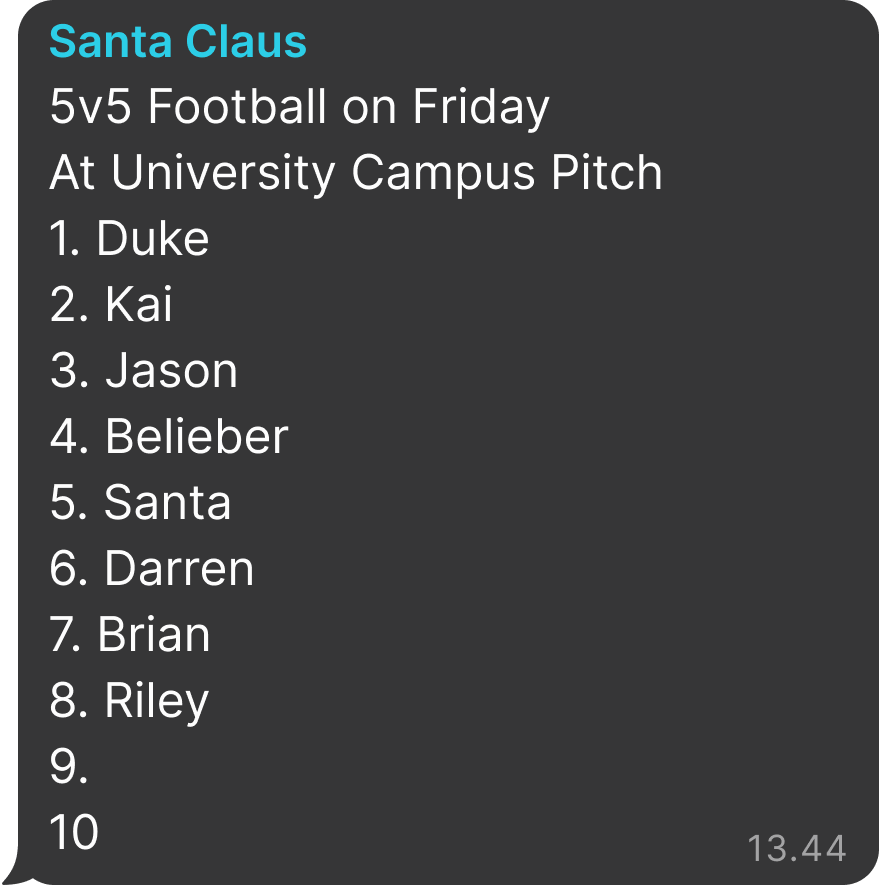 Santa Claus
5v5 Football on Friday
At University Campus Pitch
1. Duke
2. Kai
3. Jason
4. Belieber
5. Santa
6. Darren
7. Brian
8. Riley
9.
10
13.44